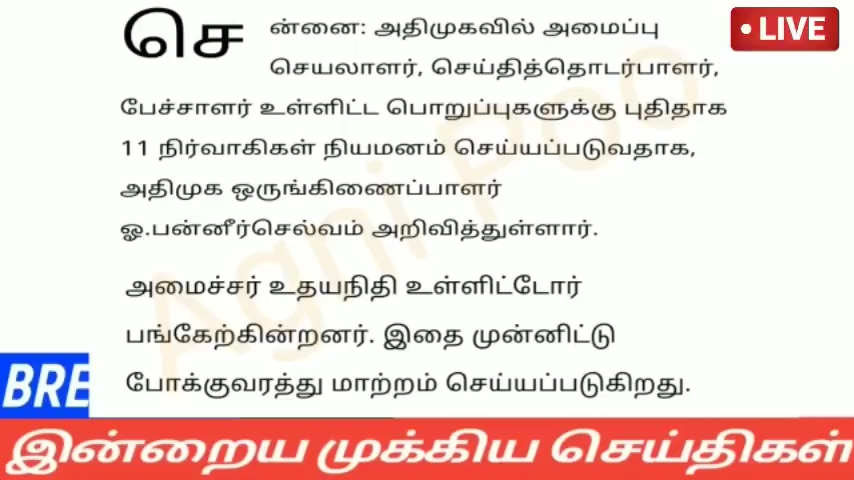 சென்னை: அதிமுகவில் அமைப்பு
LIVE
செயலாளர், செய்தித்தொடர்பாளர்,
பேச்சாளர் உள்ளிட்ட பொறுப்புகளுக்கு புதிதாக
11 நிர்வாகிகள் நியமனம் செய்யப்படுவதாக,
அதிமுக ஒருங்கிணைப்பாளர்
ஓ.பன்னீர்செல்வம் அறிவித்துள்ளார்.
Agni Poo
அமைச்சர் உதயநிதி உள்ளிட்டோர்
பங்கேற்கின்றனர். இதை முன்னிட்டு
போக்குவரத்து மாற்றம் செய்யப்படுகிறது.
BRE
இன்றைய முக்கிய செய்திகள்